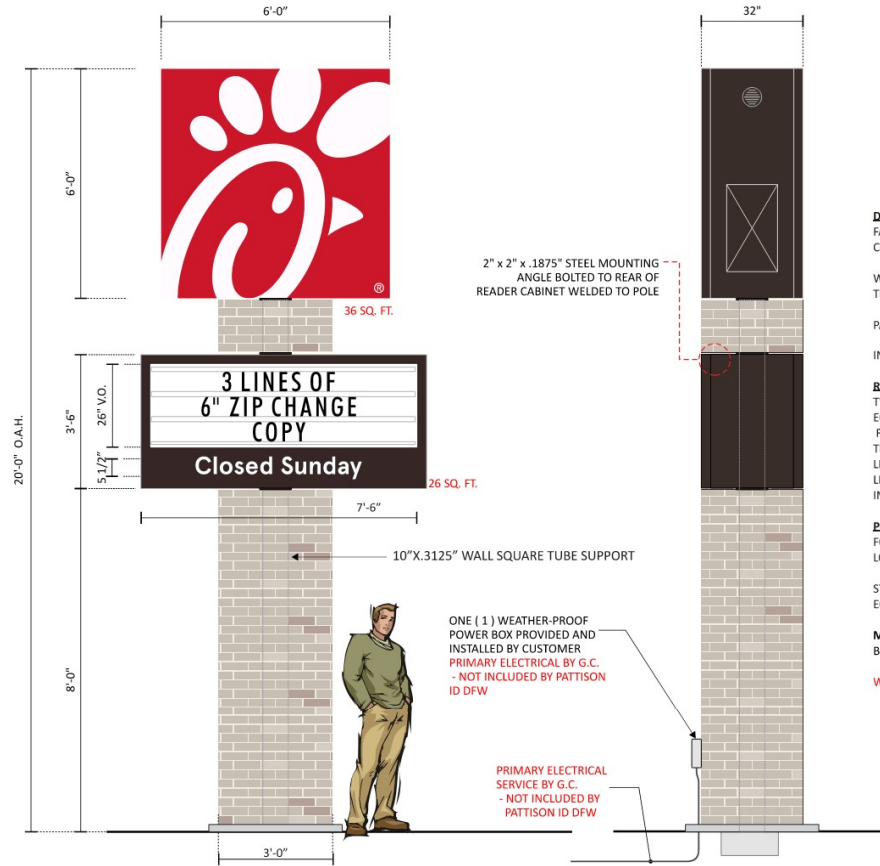 6'-0"
32"
6'-0"
20'-0" O.A.H.
®
36 SQ. FT.
2" x 2" x .1875" STEEL MOUNTING
ANGLE BOLTED TO REAR OF
READER CABINET WELDED TO POLE
3'-6"
26" V.O.
5 1/2"
3 LINES OF
6" ZIP CHANGE
COPY
Closed Sunday
26 SQ. FT.
7'-6"
10"X.3125" WALL SQUARE TUBE SUPPORT
8'-0"
ONE ( 1 ) WEATHER-PROOF
POWER BOX PROVIDED AND
INSTALLED BY CUSTOMER
PRIMARY ELECTRICAL BY G.C.
- NOT INCLUDED BY PATTISON
ID DFW
PRIMARY ELECTRICAL
SERVICE BY G.C.
- NOT INCLUDED BY
PATTISON ID DFW
3'-0"